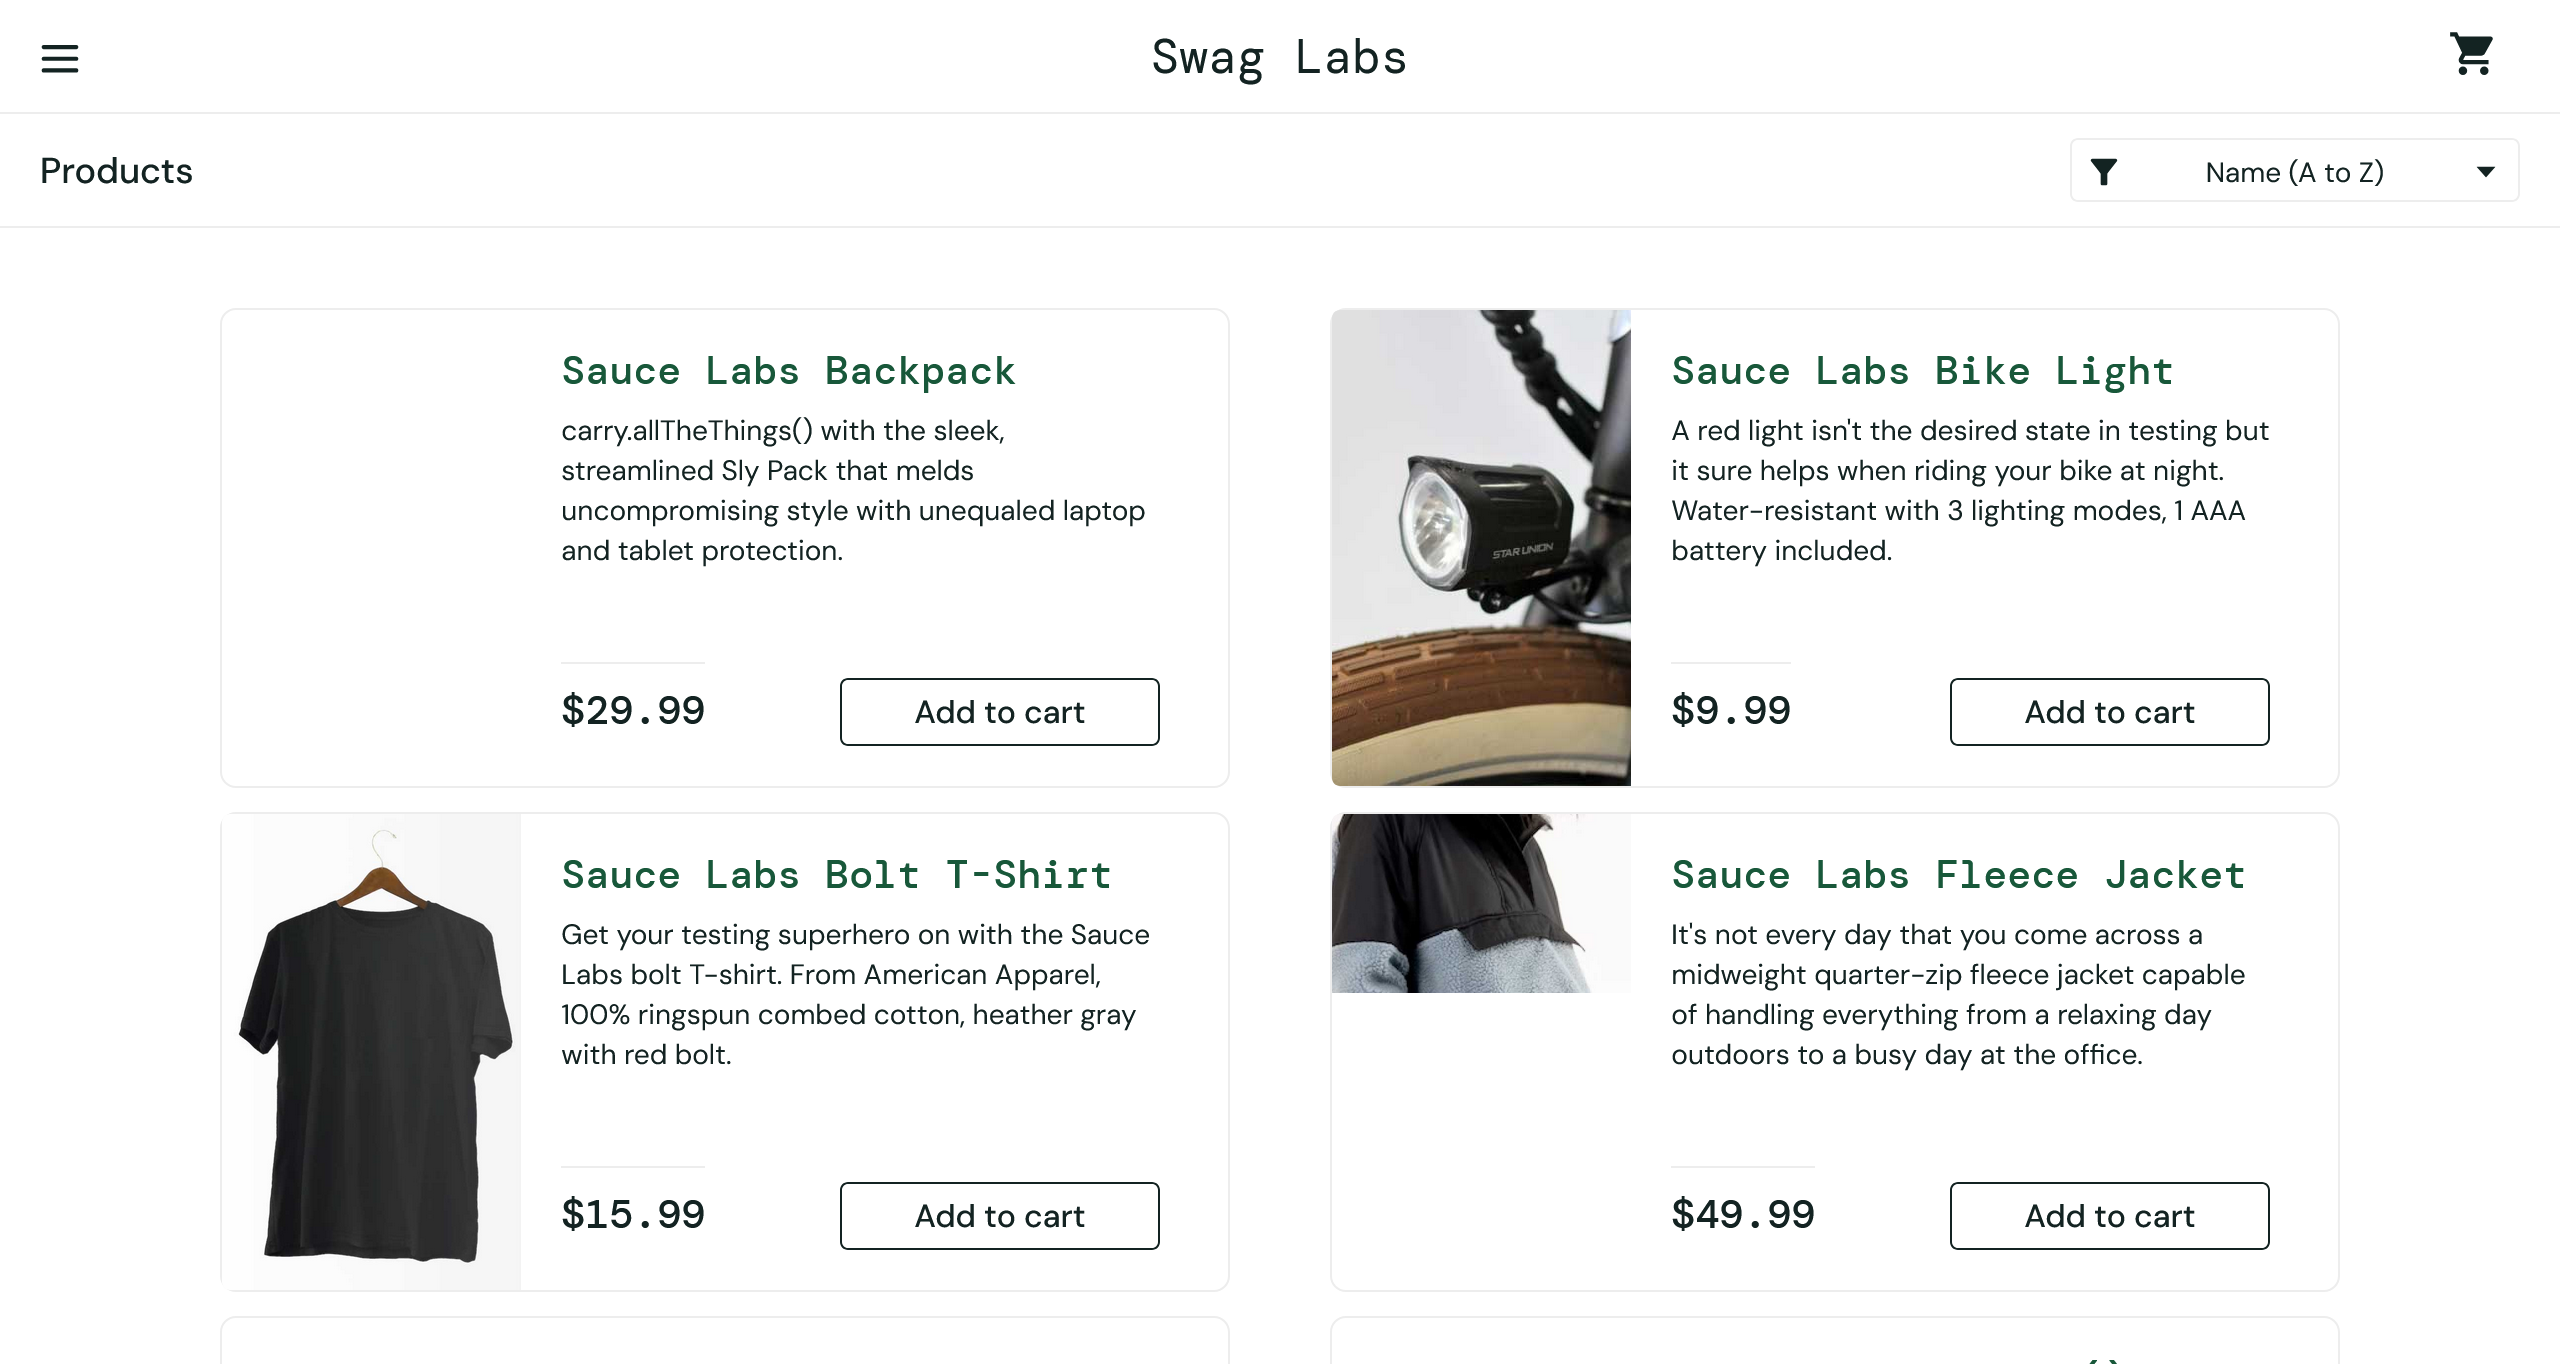 Swag Labs
Products
Name (A to Z)
Sauce Labs Backpack
carry.allTheThings() with the sleek,
streamlined Sly Pack that melds
uncompromising style with unequaled laptop
and tablet protection.
$29.99
Add to cart
STAR UNION
Sauce Labs Bike Light
A red light isn't the desired state in testing but
it sure helps when riding your bike at night.
Water-resistant with 3 lighting modes, 1 AAA
battery included.
$9.99
Add to cart
Sauce Labs Bolt T-Shirt
Get your testing superhero on with the Sauce
Labs bolt T-shirt. From American Apparel,
100% ringspun combed cotton, heather gray
with red bolt.
$15.99
Add to cart
Sauce Labs Fleece Jacket
It's not every day that you come across a
midweight quarter-zip fleece jacket capable
of handling everything from a relaxing day
outdoors to a busy day at the office.
$49.99
Add to cart